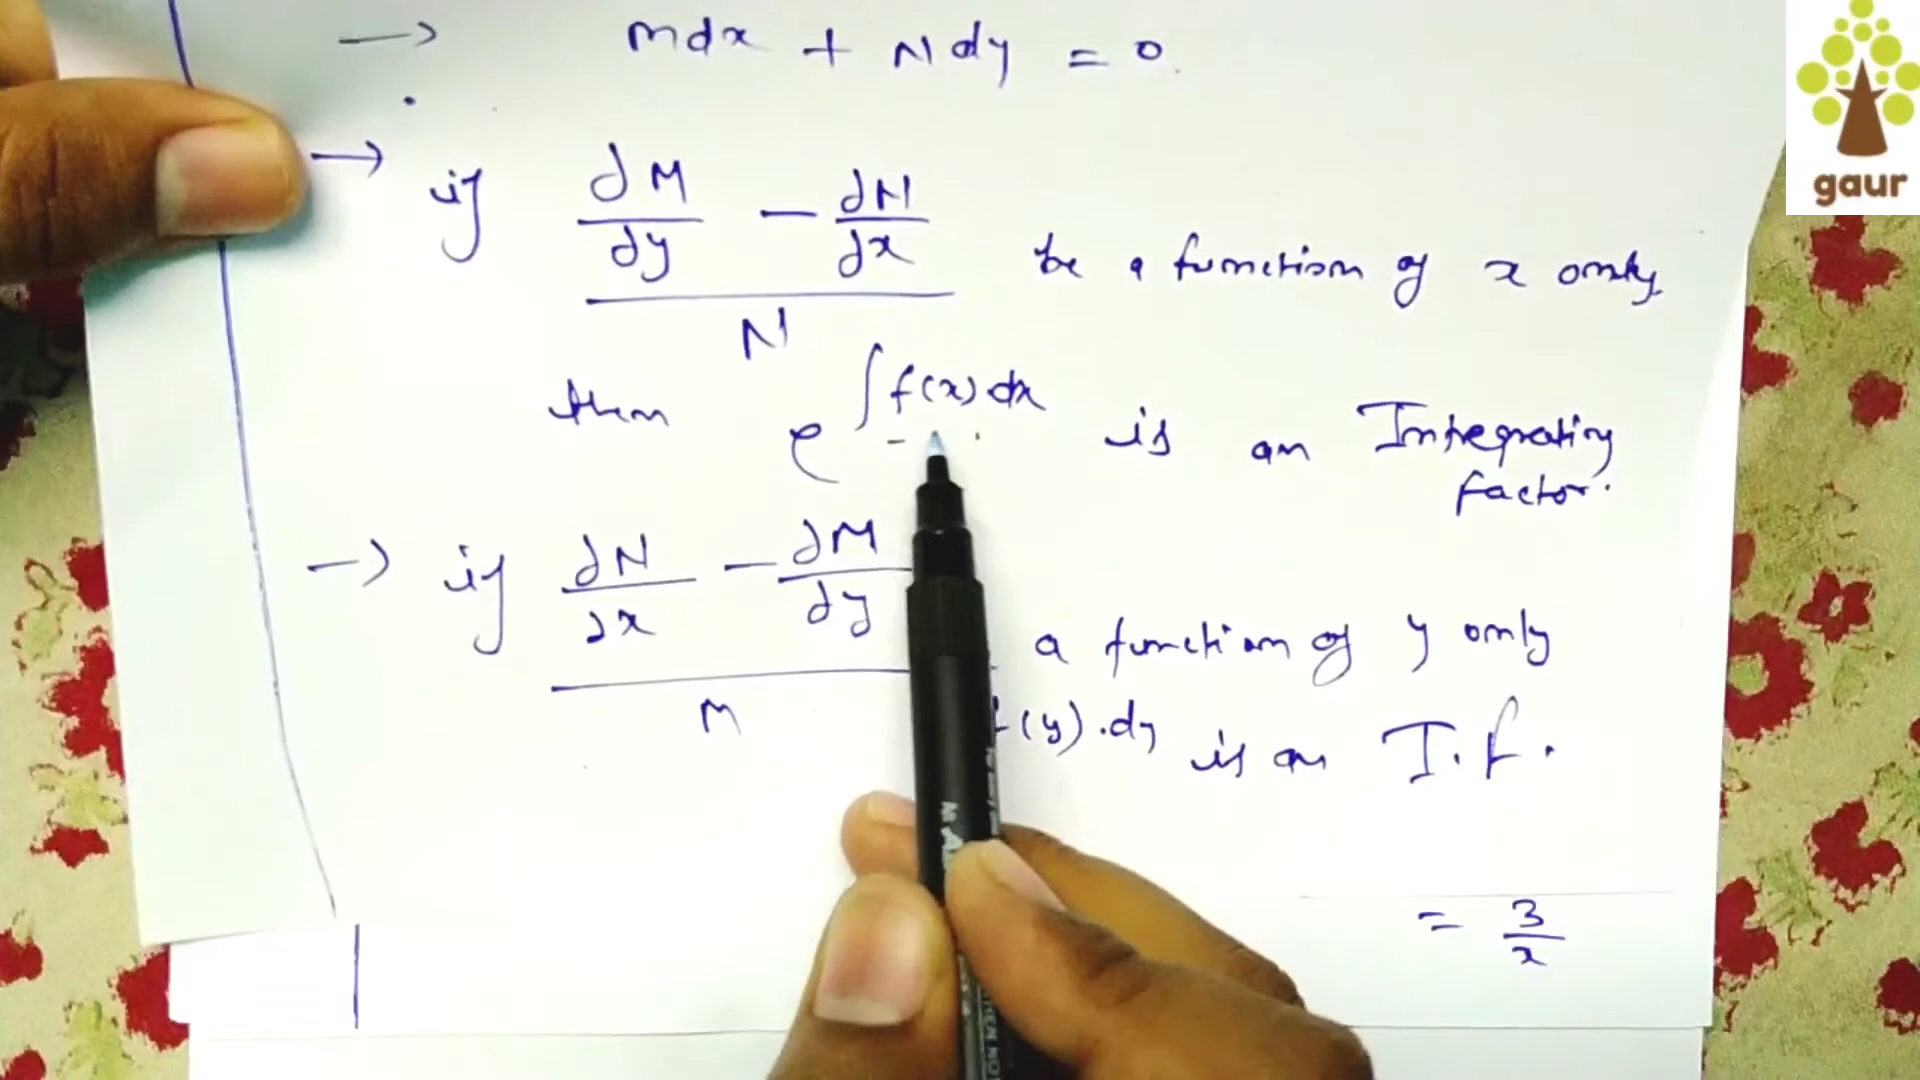 → mdx + Ndy = 0
→ if ∂M/∂y − ∂N/∂x / N be a function of x only
then e^∫f(x)dx is an Integrating factor.
→ if ∂N/∂x − ∂M/∂y / M a function of y only
f(y).dy is an I.f.
= 3/x
gaur